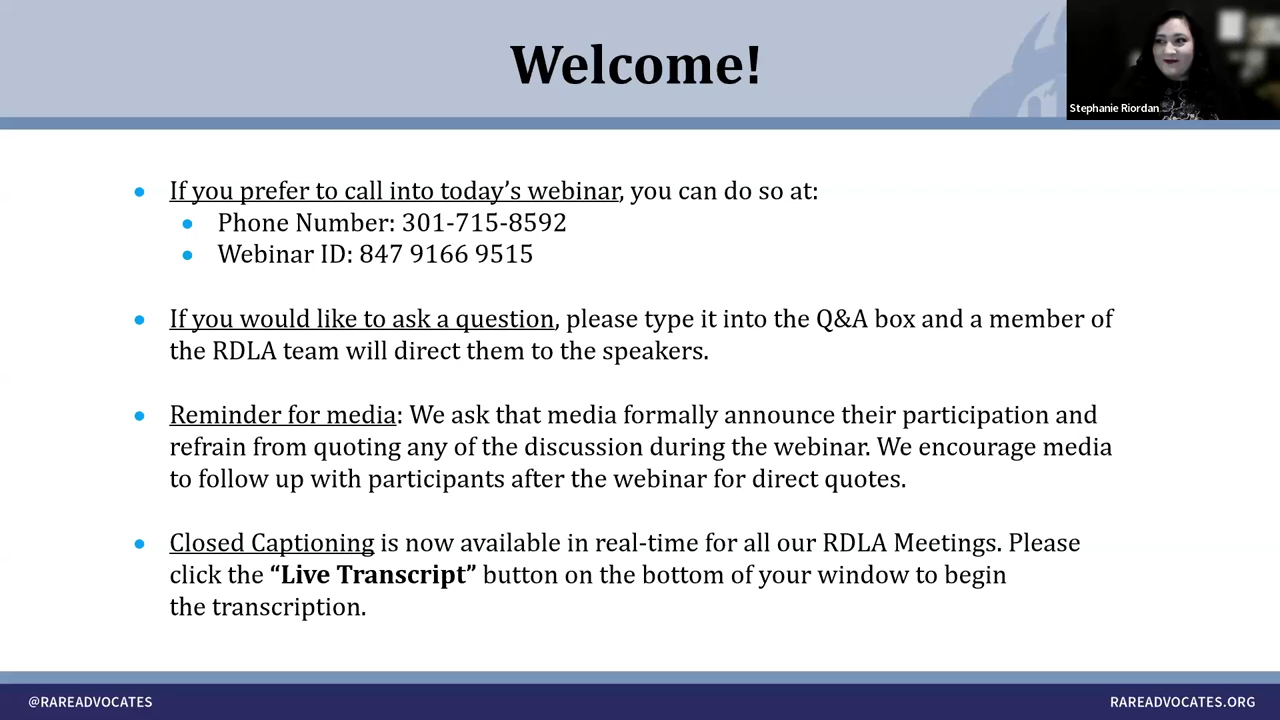 Welcome!
Stephanie Riordan
• If you prefer to call into today’s webinar, you can do so at:
• Phone Number: 301-715-8592
• Webinar ID: 847 9166 9515
• If you would like to ask a question, please type it into the Q&A box and a member of
the RDLA team will direct them to the speakers.
• Reminder for media: We ask that media formally announce their participation and
refrain from quoting any of the discussion during the webinar. We encourage media
to follow up with participants after the webinar for direct quotes.
• Closed Captioning is now available in real-time for all our RDLA Meetings. Please
click the “Live Transcript” button on the bottom of your window to begin
the transcription.
@RAREADVOCATES
RAREADVOCATES.ORG